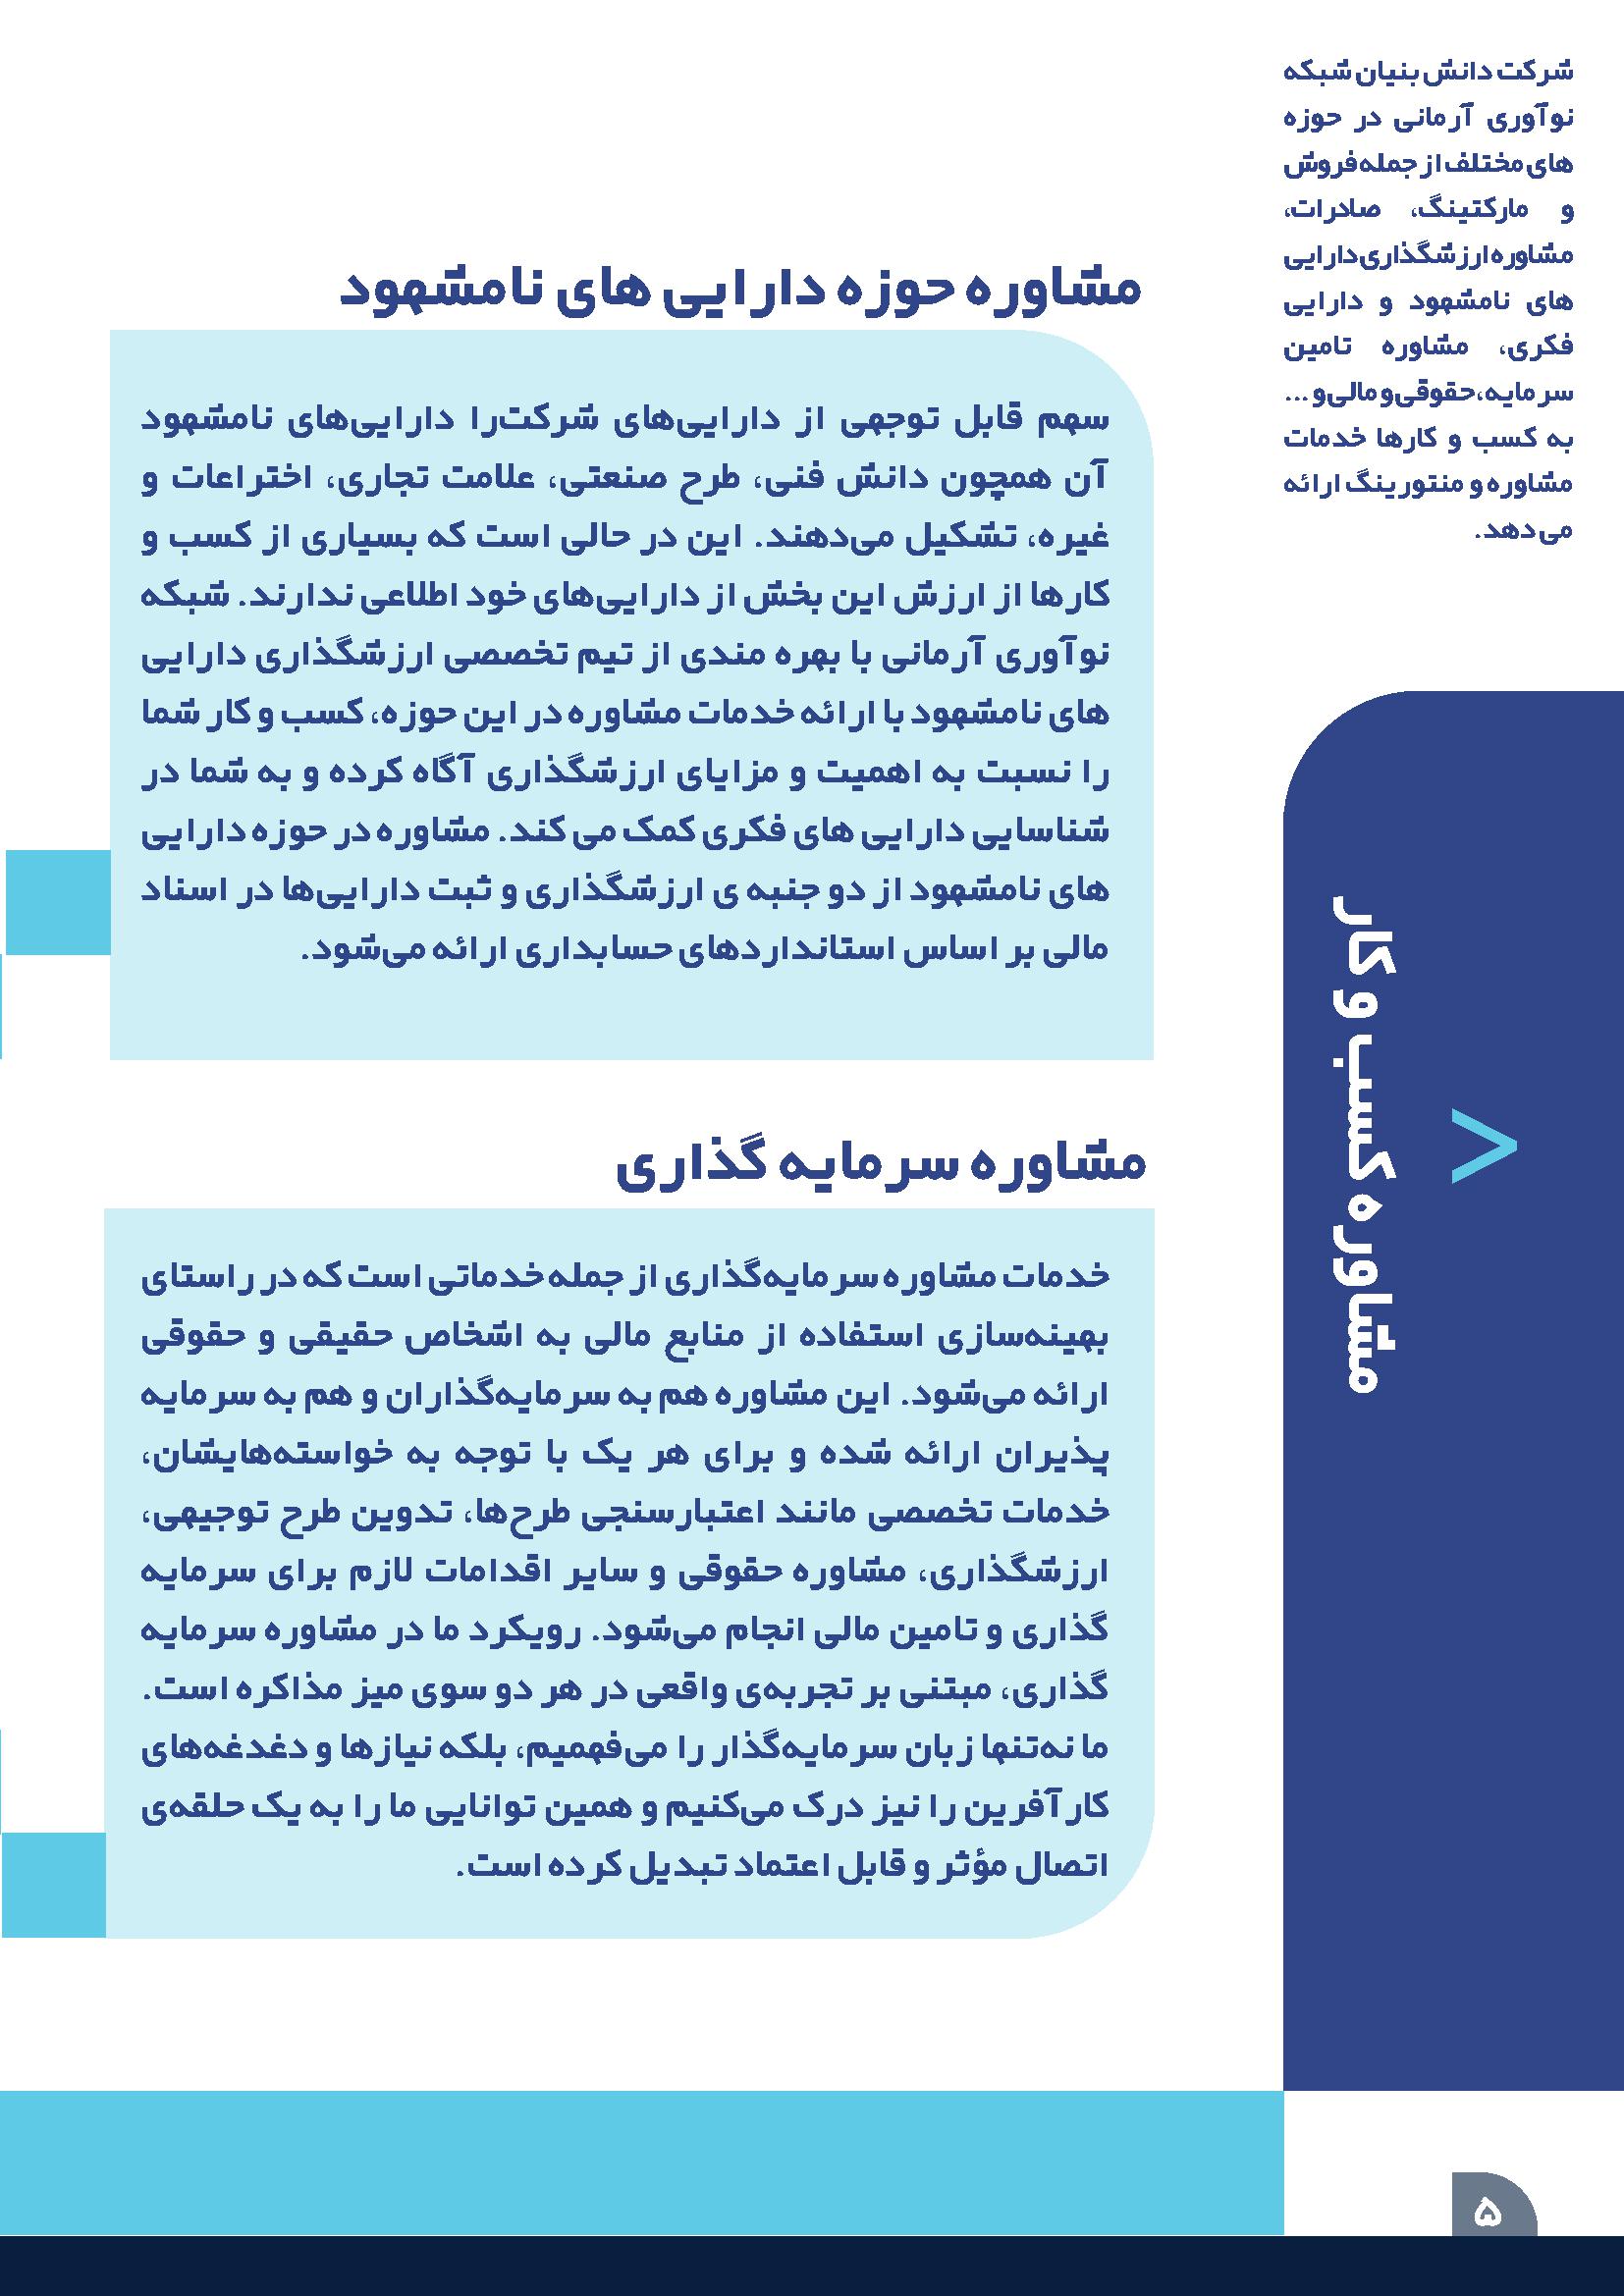 شرکت دانش بنیان شبکه
نوآوری آرمانی در حوزه
های مختلف از جمله فروش
و مارکتینگ، صادرات،
مشاوره ارزشگذاری دارایی
های نامشهود و دارایی
فکری، مشاوره تامین
سرمایه، حقوقی و مالی و ...
به کسب و کارها خدمات
مشاوره و منتورینگ ارائه
می‌دهد.
مشاوره کسب و کار
>
مشاوره حوزه دارایی های نامشهود
سهم قابل توجهی از دارایی‌های شرکت‌را دارایی‌های نامشهود
آن همچون دانش فنی، طرح صنعتی، علامت تجاری، اختراعات و
غیره، تشکیل می‌دهند. این در حالی است که بسیاری از کسب و
کارها از ارزش این بخش از دارایی‌های خود اطلاعی ندارند. شبکه
نوآوری آرمانی با بهره مندی از تیم تخصصی ارزشگذاری دارایی
های نامشهود با ارائه خدمات مشاوره در این حوزه، کسب و کار شما
را نسبت به اهمیت و مزایای ارزشگذاری آگاه کرده و به شما در
شناسایی دارایی های فکری کمک می کند. مشاوره در حوزه دارایی
های نامشهود از دو جنبه ی ارزشگذاری و ثبت دارایی‌ها در اسناد
مالی بر اساس استانداردهای حسابداری ارائه می‌شود.
مشاوره سرمایه گذاری
خدمات مشاوره سرمایه‌گذاری از جمله خدماتی است که در راستای
بهینه‌سازی استفاده از منابع مالی به اشخاص حقیقی و حقوقی
ارائه می‌شود. این مشاوره هم به سرمایه‌گذاران و هم به سرمایه
پذیران ارائه شده و برای هر یک با توجه به خواسته‌هایشان،
خدمات تخصصی مانند اعتبارسنجی طرح‌ها، تدوین طرح توجیهی،
ارزشگذاری، مشاوره حقوقی و سایر اقدامات لازم برای سرمایه
گذاری و تامین مالی انجام می‌شود. رویکرد ما در مشاوره سرمایه
گذاری، مبتنی بر تجربه‌ی واقعی در هر دو سوی میز مذاکره است.
ما نه‌تنها زبان سرمایه‌گذار را می‌فهمیم، بلکه نیازها و دغدغه‌های
کارآفرین را نیز درک می‌کنیم و همین توانایی ما را به یک حلقه‌ی
اتصال مؤثر و قابل اعتماد تبدیل کرده است.
۵